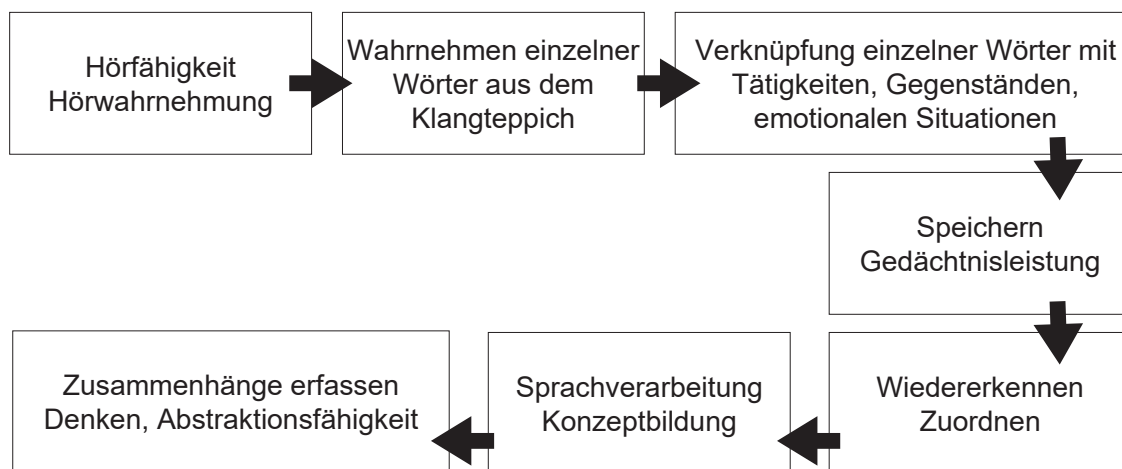 Hörfähigkeit
Hörwahrnehmung
Wahrnehmen einzelner
Wörter aus dem
Klangteppich
Verknüpfung einzelner Wörter mit
Tätigkeiten, Gegenständen,
emotionalen Situationen
Speichern
Gedächtnisleistung
Wiedererkennen
Zuordnen
Sprachverarbeitung
Konzeptbildung
Zusammenhänge erfassen
Denken, Abstraktionsfähigkeit